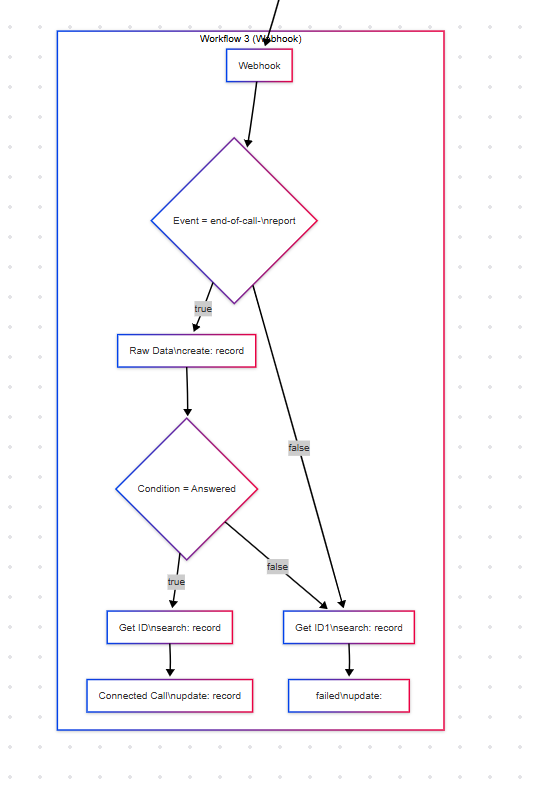 Workflow 3 (Webhook)
Webhook
Event = end-of-call-\nreport
true
Raw Data\ncreate: record
false
Condition = Answered
false
true
Get ID\nsearch: record
Get ID1\nsearch: record
Connected Call\nupdate: record
failed\nupdate: